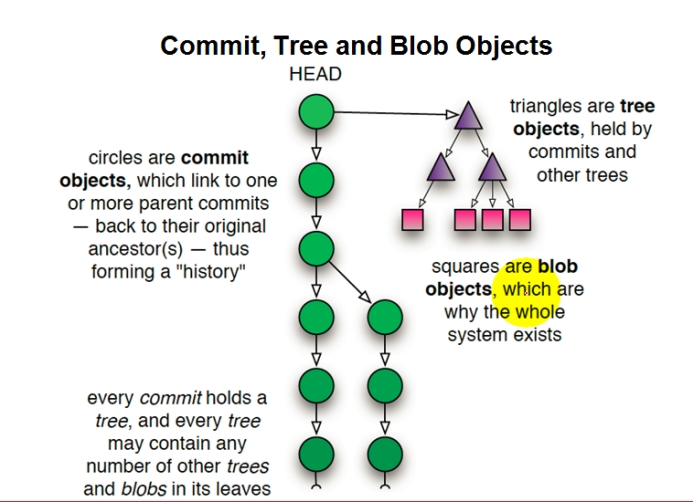 Commit, Tree and Blob Objects
HEAD
triangles are tree
objects, held by
commits and
other trees
circles are commit
objects, which link to one
or more parent commits
— back to their original
ancestor(s) — thus
forming a "history"
squares are blob
objects, which are
why the whole
system exists
every commit holds a
tree, and every tree
may contain any
number of other trees
and blobs in its leaves